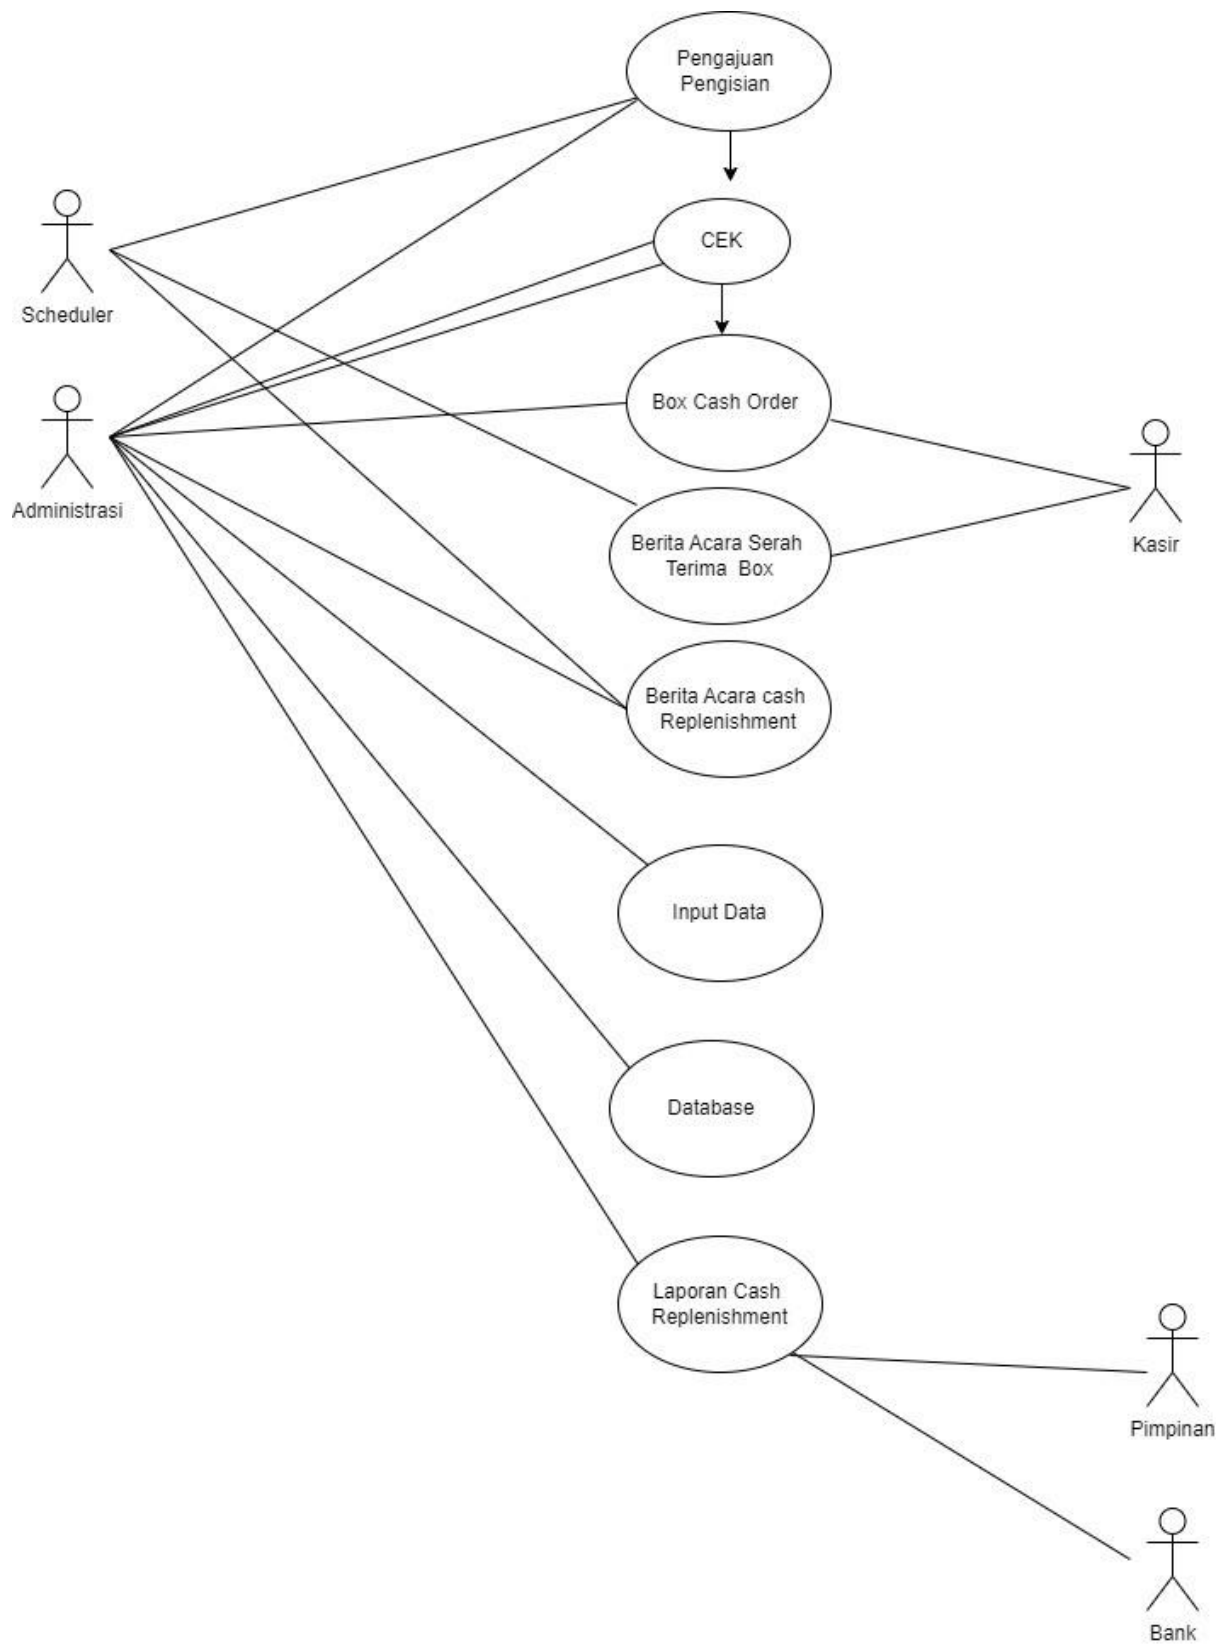 Pengajuan
Pengisian
CEK
Scheduler
Box Cash Order
Administrasi
Berita Acara Serah
Terima Box
Kasir
Berita Acara cash
Replenishment
Input Data
Database
Laporan Cash
Replenishment
Pimpinan
Bank